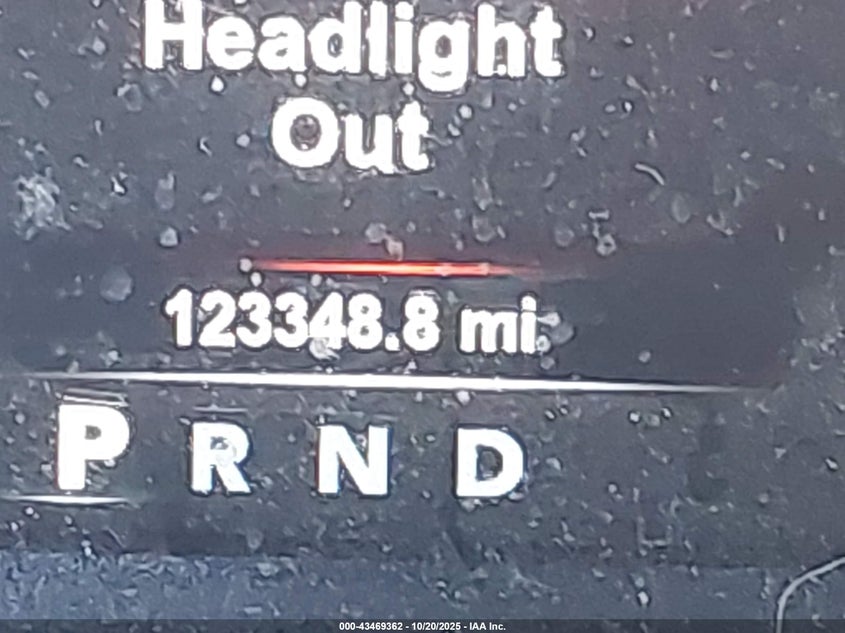 Headlight
Out
123348.8 mi
P R N D
000-43469362 - 10/20/2025 - IAA Inc.